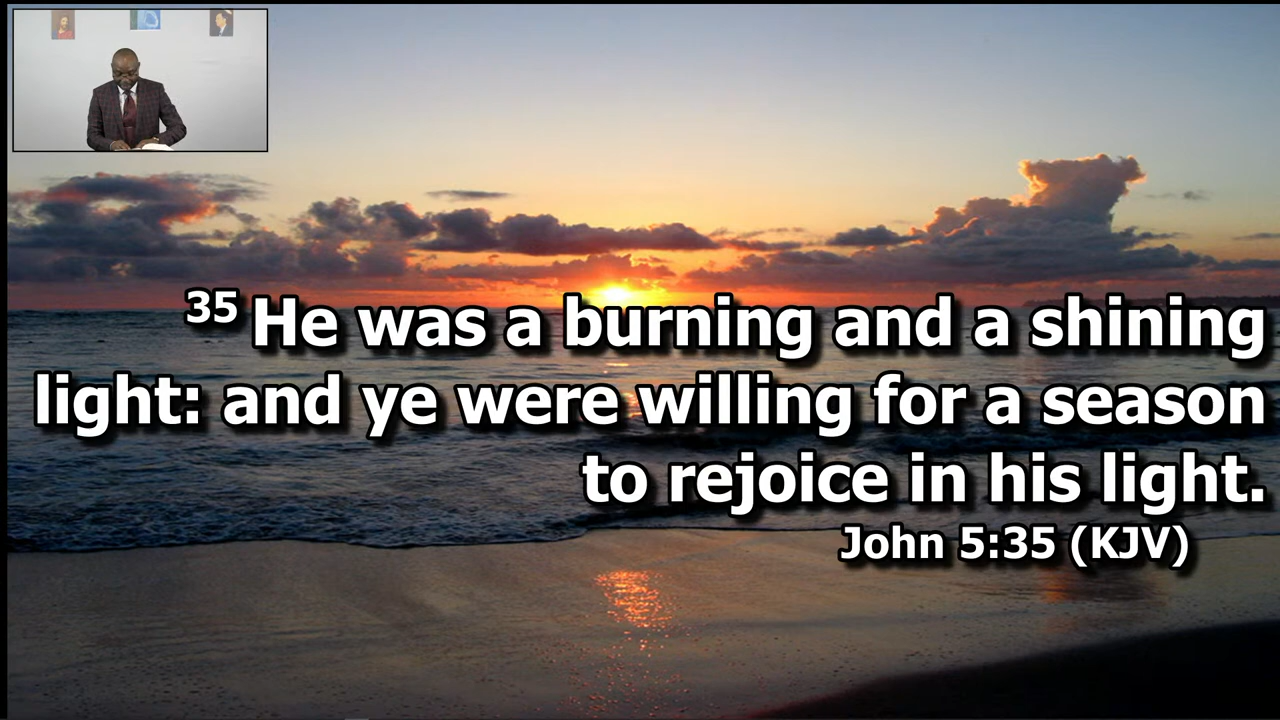 35 He was a burning and a shining
light: and ye were willing for a season
to rejoice in his light.
John 5:35 (KJV)